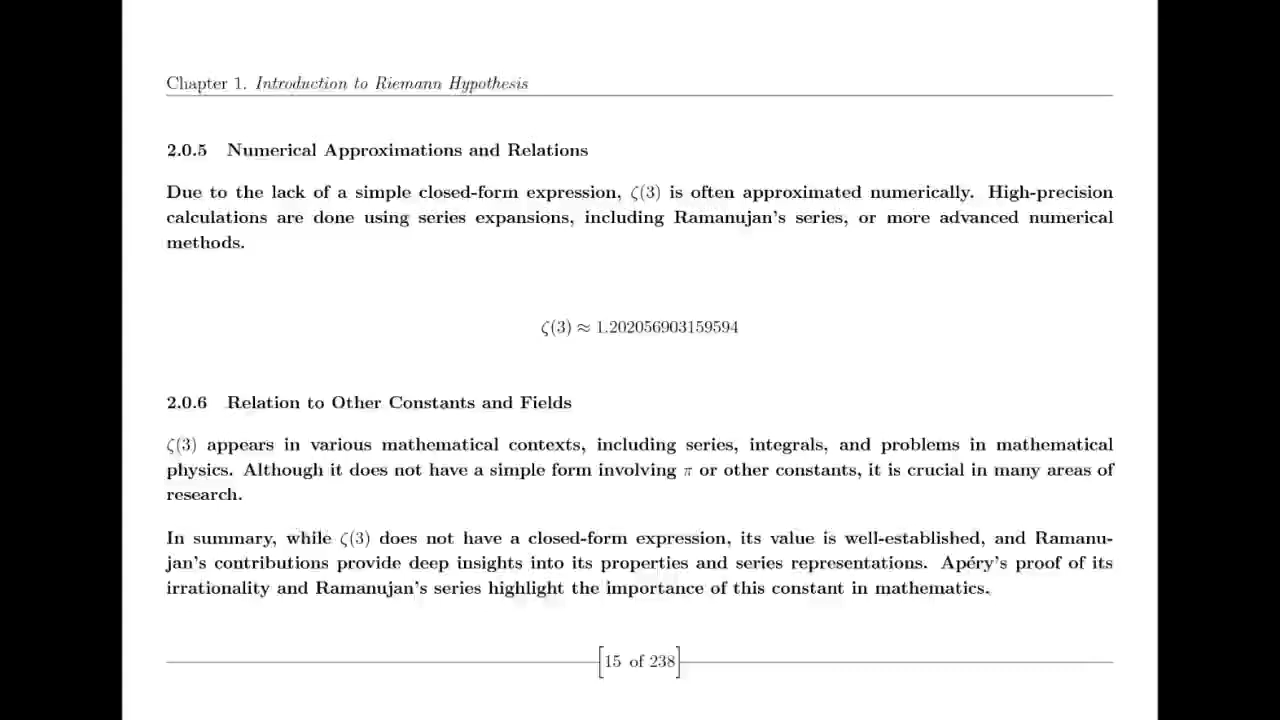 Chapter 1. Introduction to Riemann Hypothesis
2.0.5 Numerical Approximations and Relations
Due to the lack of a simple closed-form expression, ζ(3) is often approximated numerically. High-precision
calculations are done using series expansions, including Ramanujan's series, or more advanced numerical
methods.
ζ(3) ≈ 1.202056903159594
2.0.6 Relation to Other Constants and Fields
ζ(3) appears in various mathematical contexts, including series, integrals, and problems in mathematical
physics. Although it does not have a simple form involving π or other constants, it is crucial in many areas of
research.
In summary, while ζ(3) does not have a closed-form expression, its value is well-established, and Ramanu-
jan's contributions provide deep insights into its properties and series representations. Apéry's proof of its
irrationality and Ramanujan's series highlight the importance of this constant in mathematics.
[15 of 238]